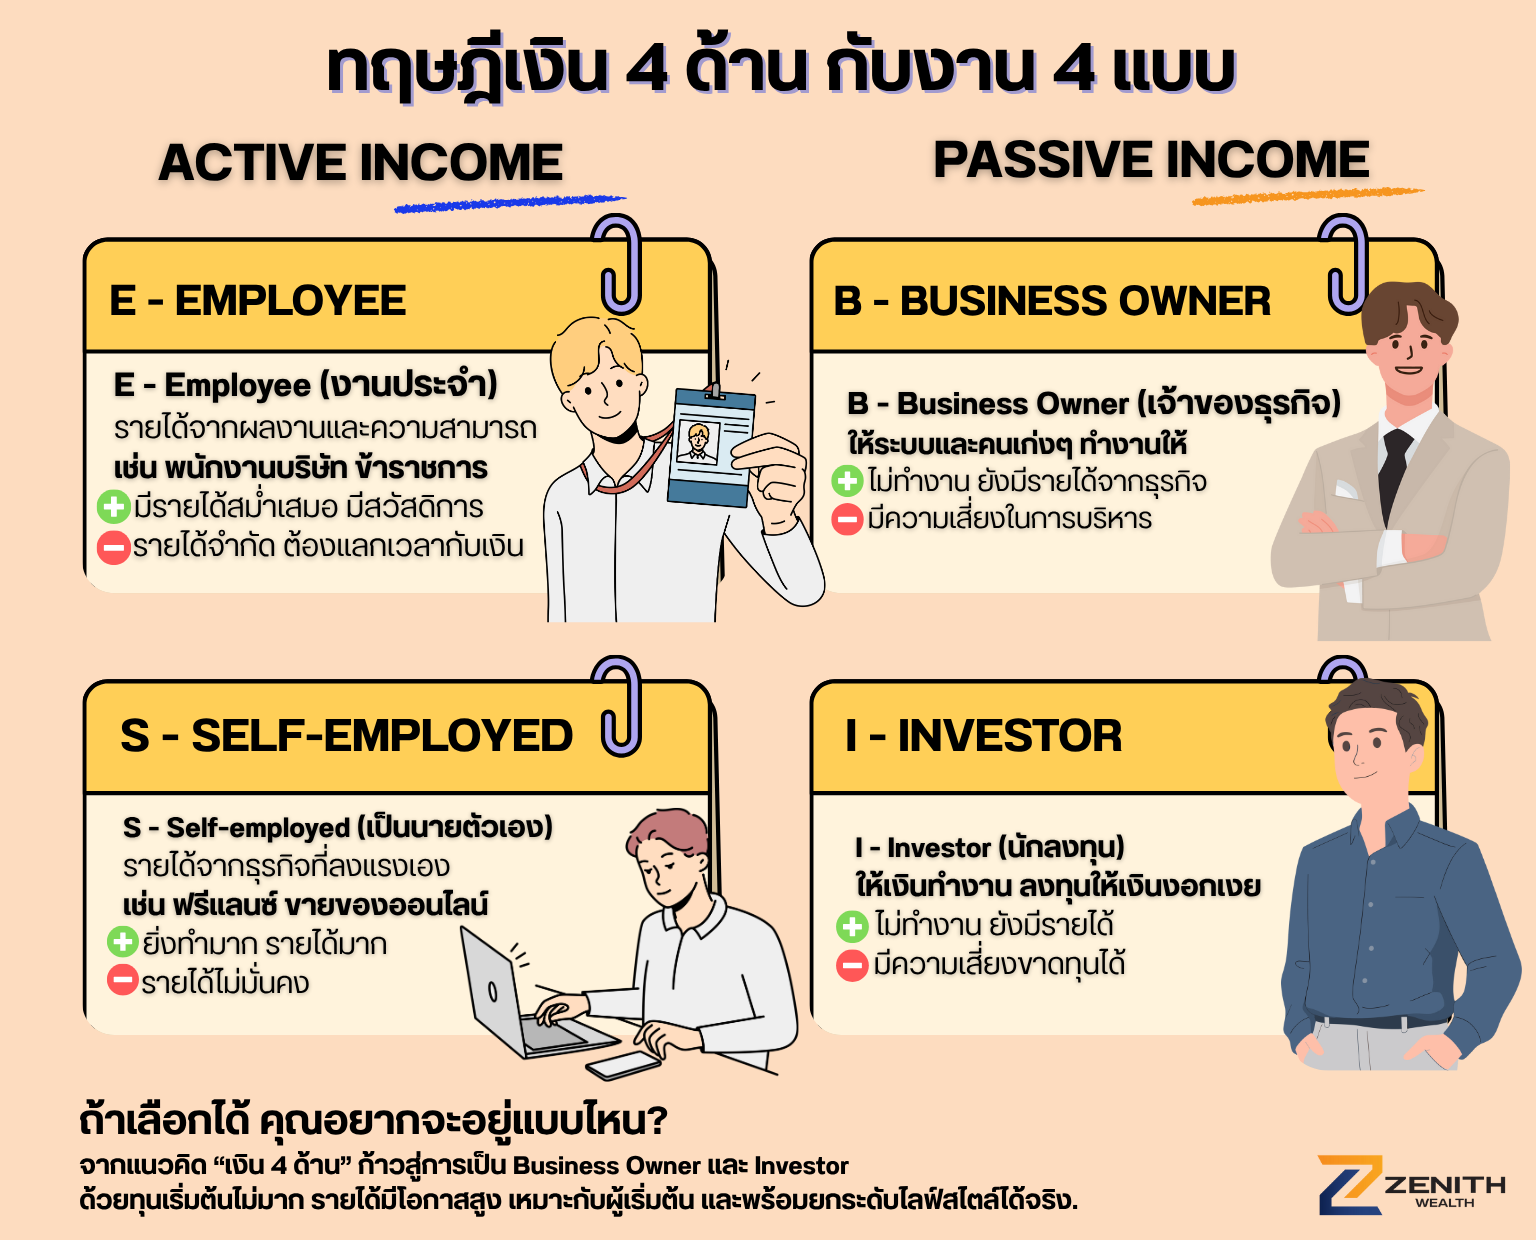 ทฤษฎีเงิน 4 ด้าน กับงาน 4 แบบ
ACTIVE INCOME
E - EMPLOYEE
E - Employee (งานประจำ)
รายได้จากผลงานและความสามารถ
เช่น พนักงานบริษัท ข้าราชการ
มีรายได้สม่ำเสมอ มีสวัสดิการ
รายได้จำกัด ต้องแลกเวลากับเงิน
S - SELF-EMPLOYED
S - Self-employed (เป็นนายตัวเอง)
รายได้จากธุรกิจที่ลงแรงเอง
เช่น ฟรีแลนซ์ ขายของออนไลน์
ยิ่งทำมาก รายได้มาก
รายได้ไม่มั่นคง
PASSIVE INCOME
B - BUSINESS OWNER
B - Business Owner (เจ้าของธุรกิจ)
ให้ระบบและคนเก่งๆ ทำงานให้
ไม่ทำงาน ยังมีรายได้จากธุรกิจ
มีความเสี่ยงในการบริหาร
I - INVESTOR
I - Investor (นักลงทุน)
ให้เงินทำงาน ลงทุนให้เงินงอกเงย
ไม่ทำงาน ยังมีรายได้
มีความเสี่ยงขาดทุนได้
ถ้าเลือกได้ คุณอยากจะอยู่แบบไหน?
จากแนวคิด “เงิน 4 ด้าน” ก้าวสู่การเป็น Business Owner และ Investor
ด้วยทุนเริ่มต้นไม่มาก รายได้มีโอกาสสูง เหมาะกับผู้เริ่มต้น และพร้อมยกระดับไลฟ์สไตล์ได้จริง.
ZENITH
WEALTH